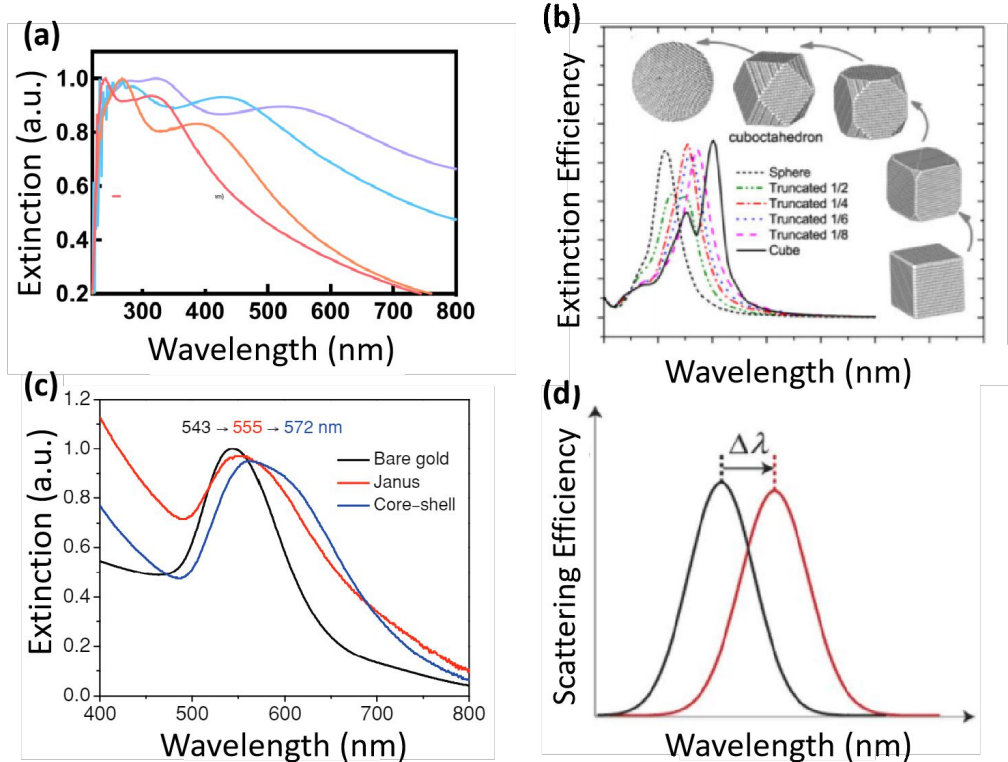 (a)
Extinction (a.u.)
1.0
0.8
0.6
0.4
0.2
300 400 500 600 700 800
Wavelength (nm)
(b)
Extinction Efficiency
cuboctahedron
Sphere
Truncated 1/2
Truncated 1/4
Truncated 1/6
Truncated 1/8
Cube
Wavelength (nm)
(c)
Extinction (a.u.)
1.2
1.0
0.8
0.6
0.4
0.2
0.0
543 → 555 → 572 nm
Bare gold
Janus
Core–shell
400 500 600 700 800
Wavelength (nm)
(d)
Scattering Efficiency
Δλ
Wavelength (nm)